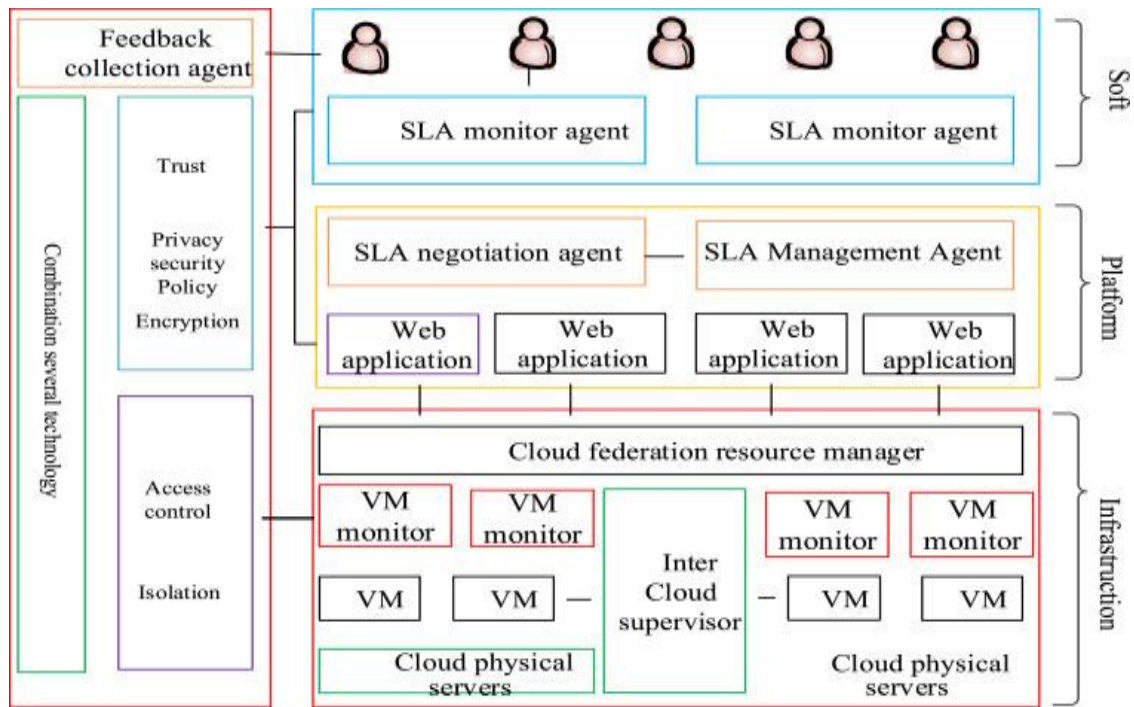 Feedback
collection agent
Combination several technology
Trust
Privacy
security
Policy
Encryption
Access
control
Isolation
SLA monitor agent
SLA monitor agent
Soft
SLA negotiation agent
SLA Management Agent
Web
application
Web
application
Web
application
Web
application
Platform
Cloud federation resource manager
VM
monitor
VM
monitor
VM
monitor
VM
monitor
Inter
Cloud
supervisor
VM
VM
VM
VM
Cloud physical
servers
Cloud physical
servers
Infrastruction